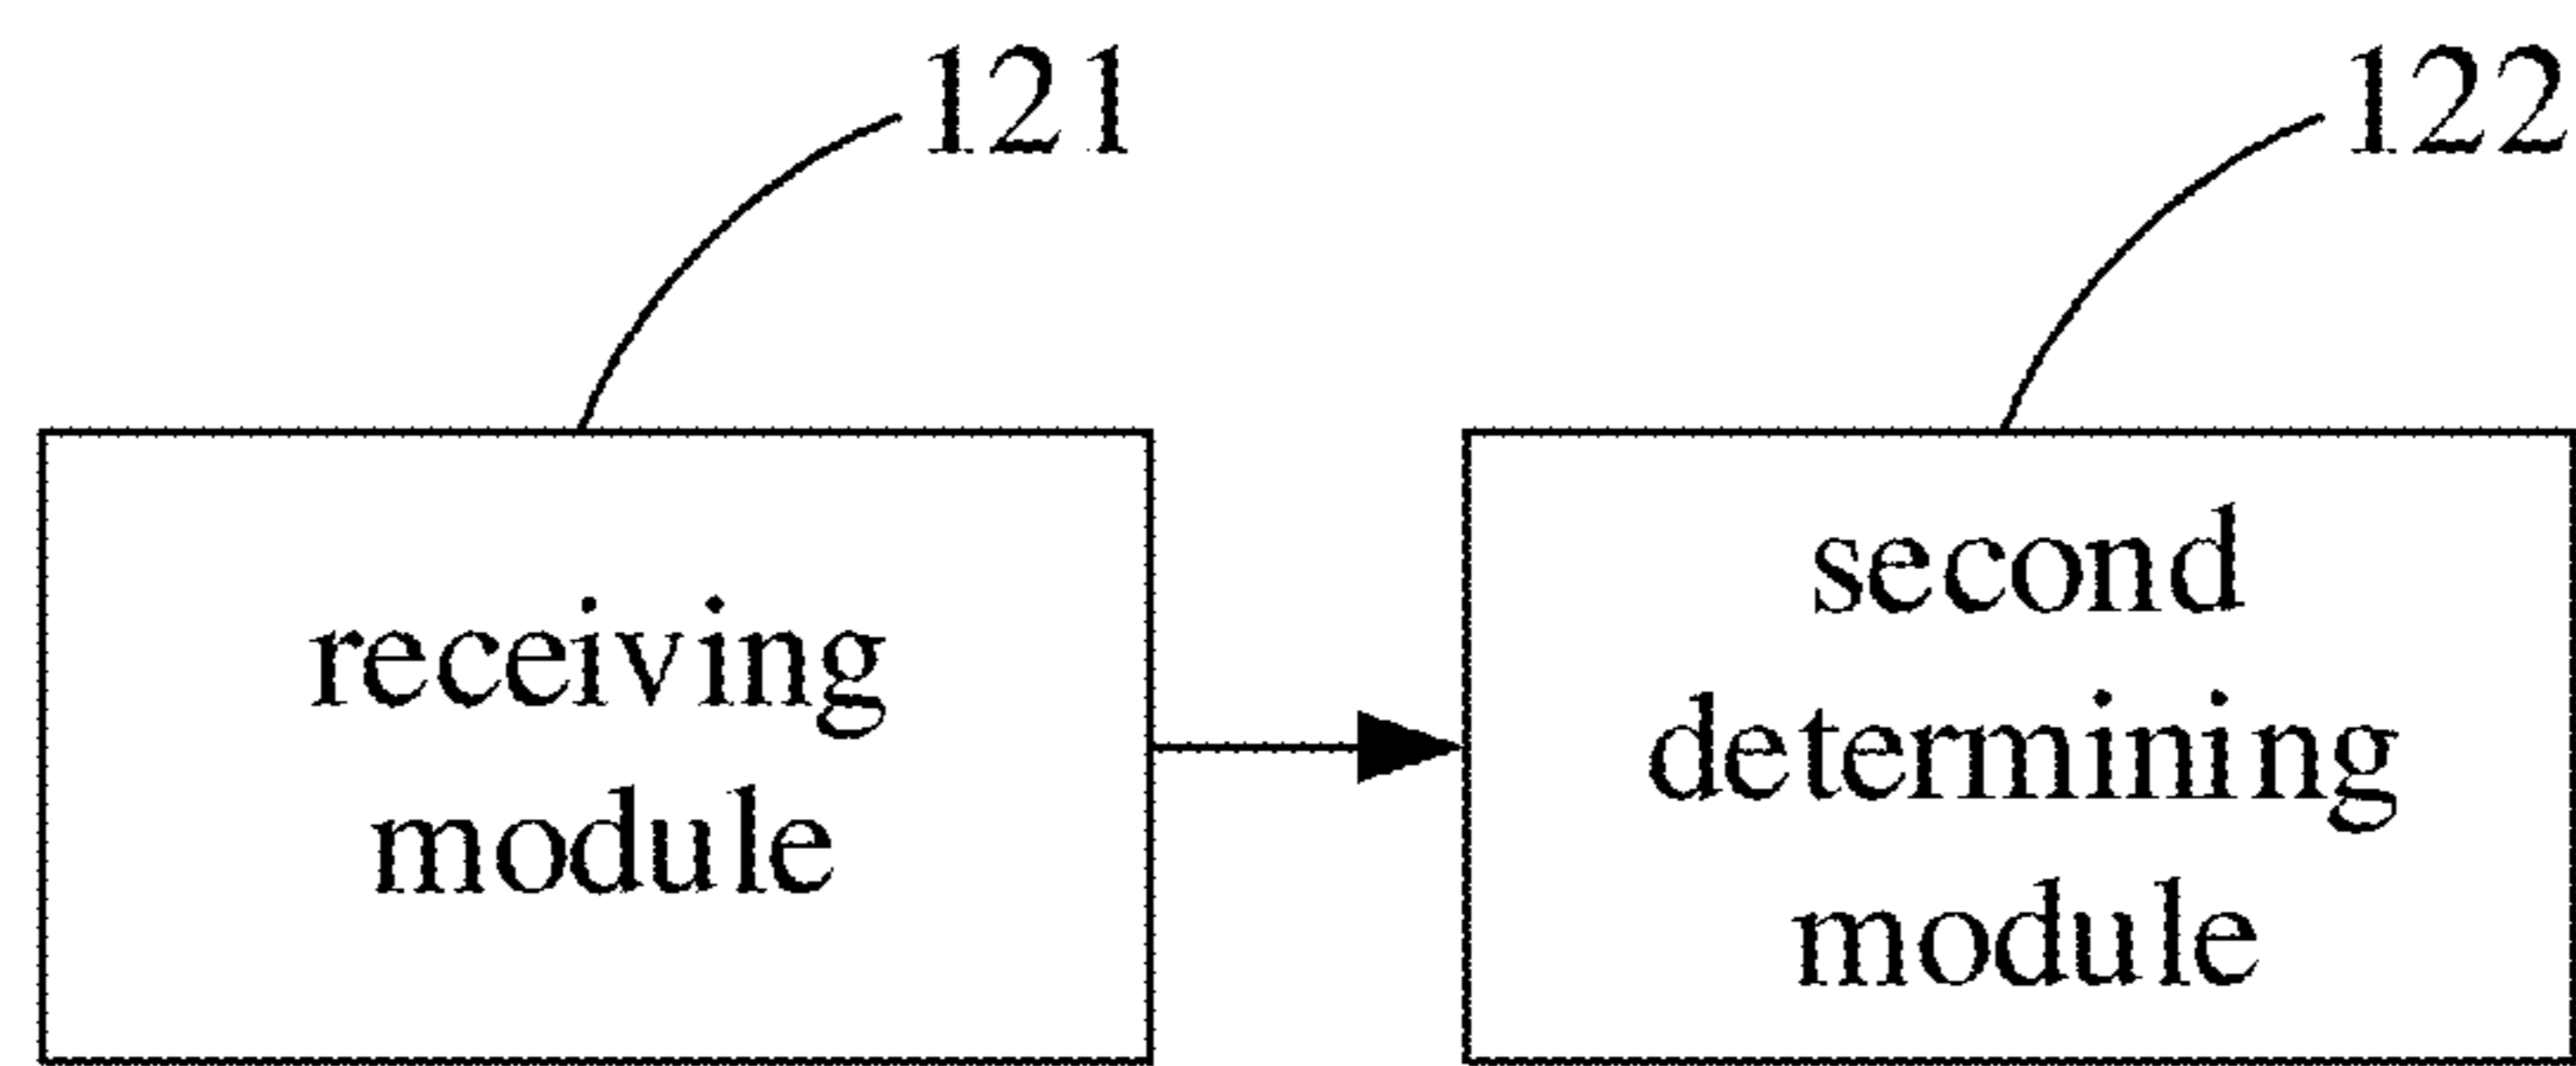 121
122
receiving
module
second
determining
module